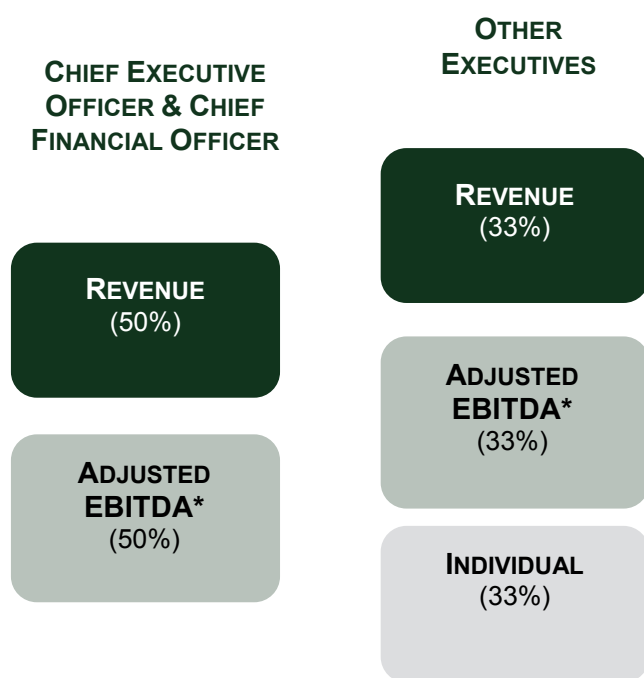 CHIEF EXECUTIVE
OFFICER & CHIEF
FINANCIAL OFFICER
REVENUE
(50%)
ADJUSTED
EBITDA*
(50%)
OTHER
EXECUTIVES
REVENUE
(33%)
ADJUSTED
EBITDA*
(33%)
INDIVIDUAL
(33%)